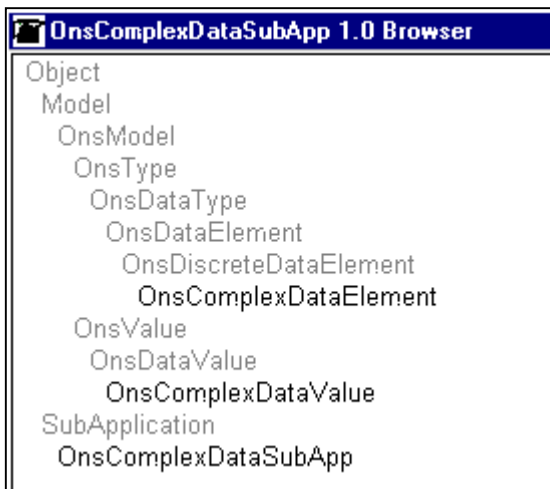 OnsComplexDataSubApp 1.0 Browser
Object
Model
OnsModel
OnsType
OnsDataType
OnsDataElement
OnsDiscreteDataElement
OnsComplexDataElement
OnsValue
OnsDataValue
OnsComplexDataValue
SubApplication
OnsComplexDataSubApp